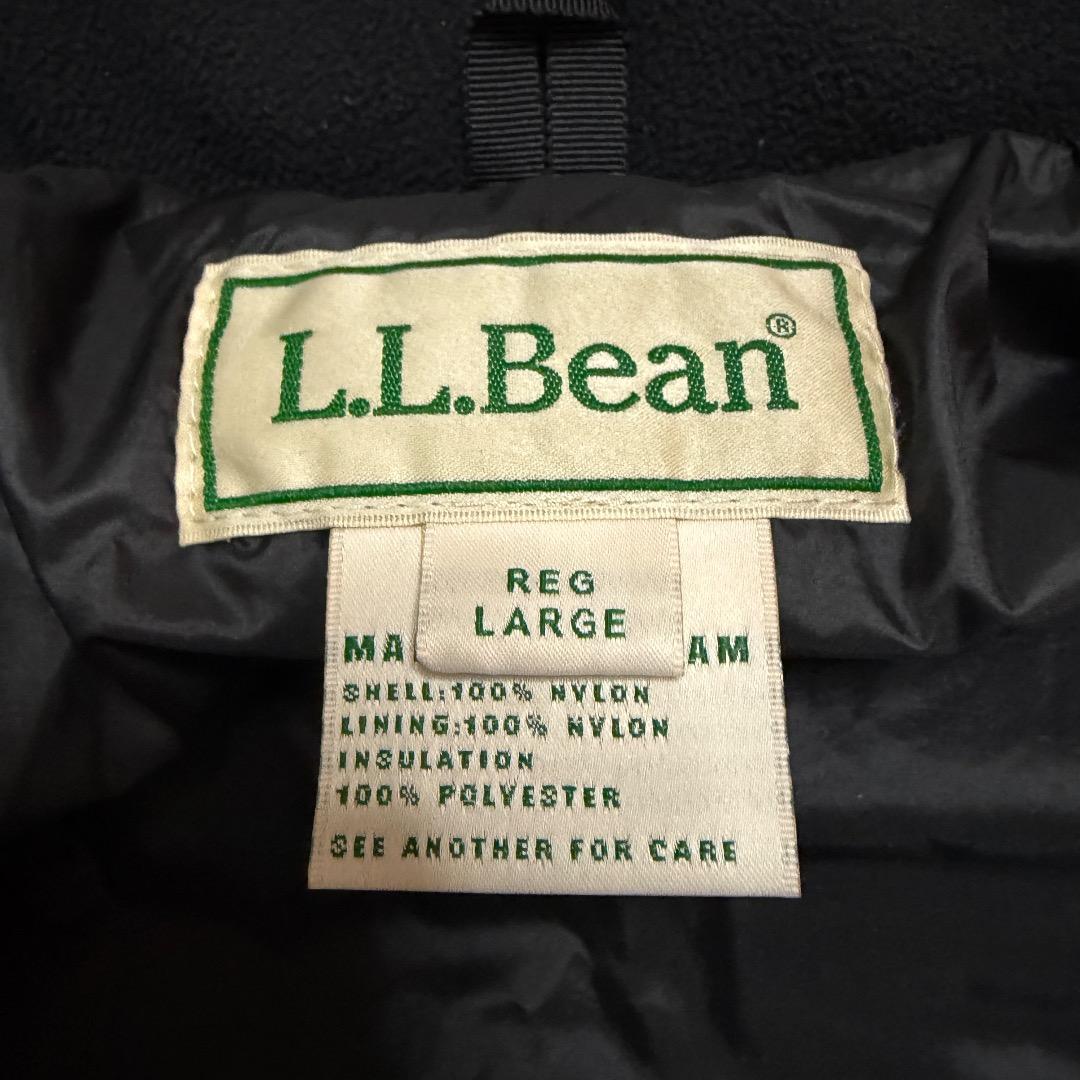 L.L.Bean®
REG
LARGE
MA AM
SHELL:100% NYLON
LINING:100% NYLON
INSULATION
100% POLYESTER
SEE ANOTHER FOR CARE